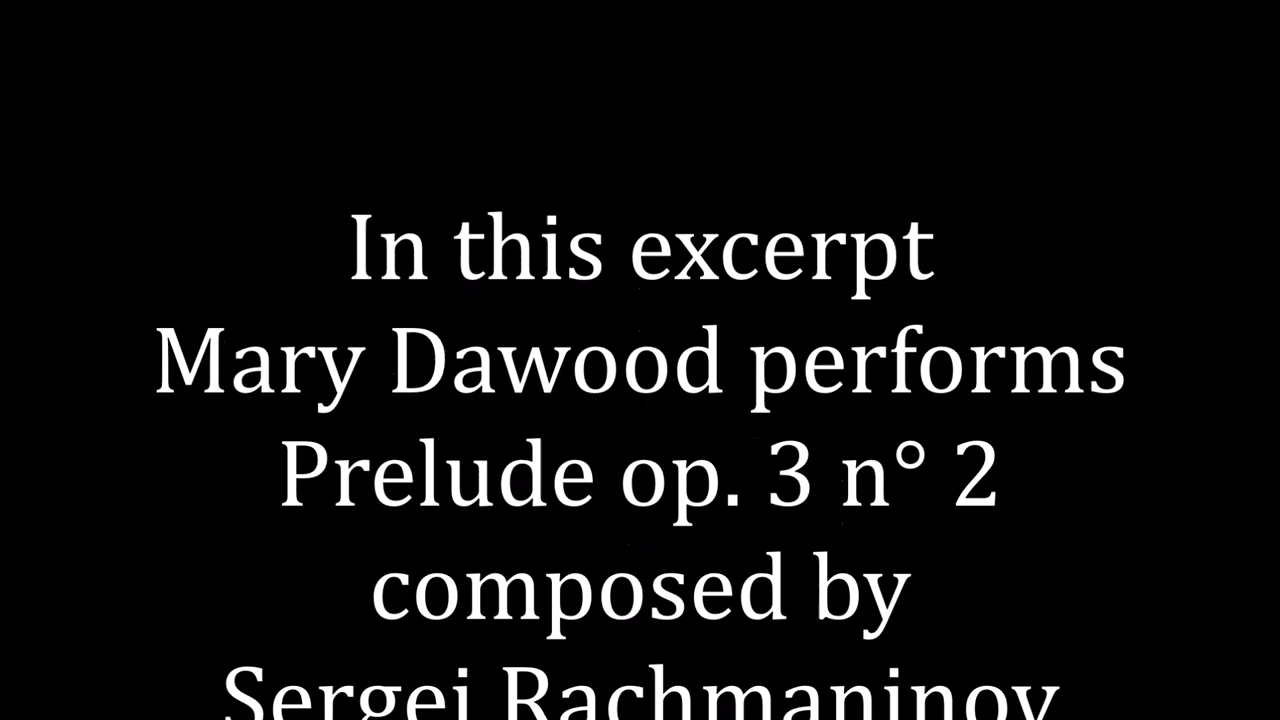 In this excerpt
Mary Dawood performs
Prelude op. 3 n° 2
composed by
Sergei Rachmaninov